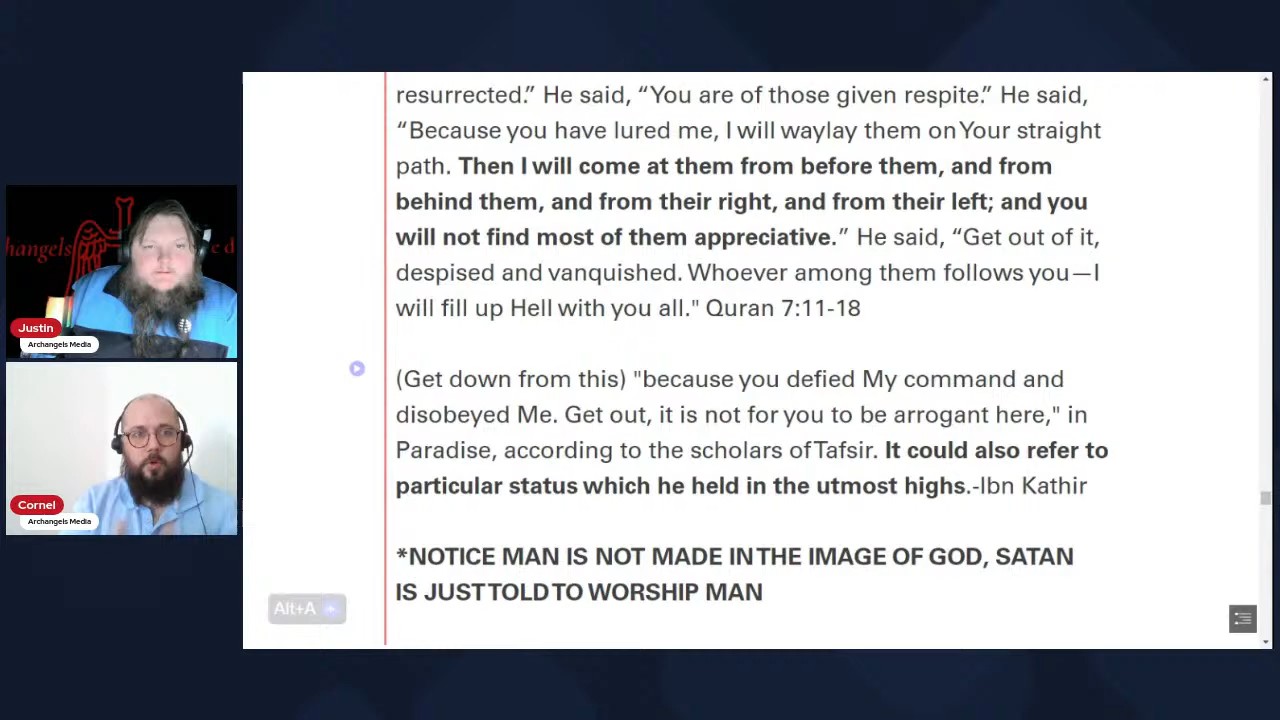 resurrected.” He said, “You are of those given respite.” He said,
“Because you have lured me, I will waylay them on Your straight
path. Then I will come at them from before them, and from
behind them, and from their right, and from their left; and you
will not find most of them appreciative.” He said, “Get out of it,
despised and vanquished. Whoever among them follows you—I
will fill up Hell with you all." Quran 7:11-18
(Get down from this) "because you defied My command and
disobeyed Me. Get out, it is not for you to be arrogant here," in
Paradise, according to the scholars of Tafsir. It could also refer to
particular status which he held in the utmost highs.-Ibn Kathir
*NOTICE MAN IS NOT MADE IN THE IMAGE OF GOD, SATAN
IS JUST TOLD TO WORSHIP MAN
Alt+A
hangels
e d
Justin
Archangels Media
Cornel
Archangels Media